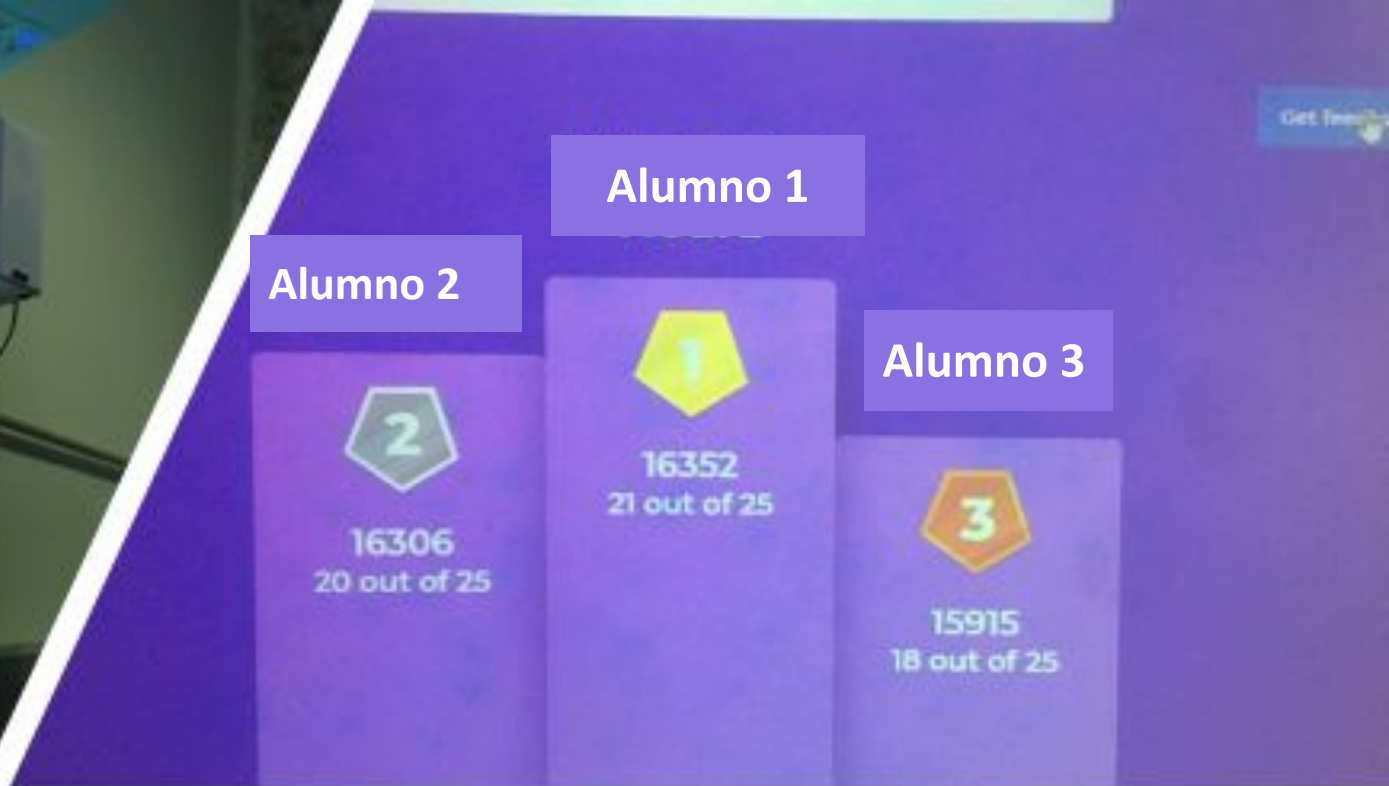 Get
Alumno 1
Alumno 2
Alumno 3
1
16352
21 out of 25
2
16306
20 out of 25
3
15915
18 out of 25